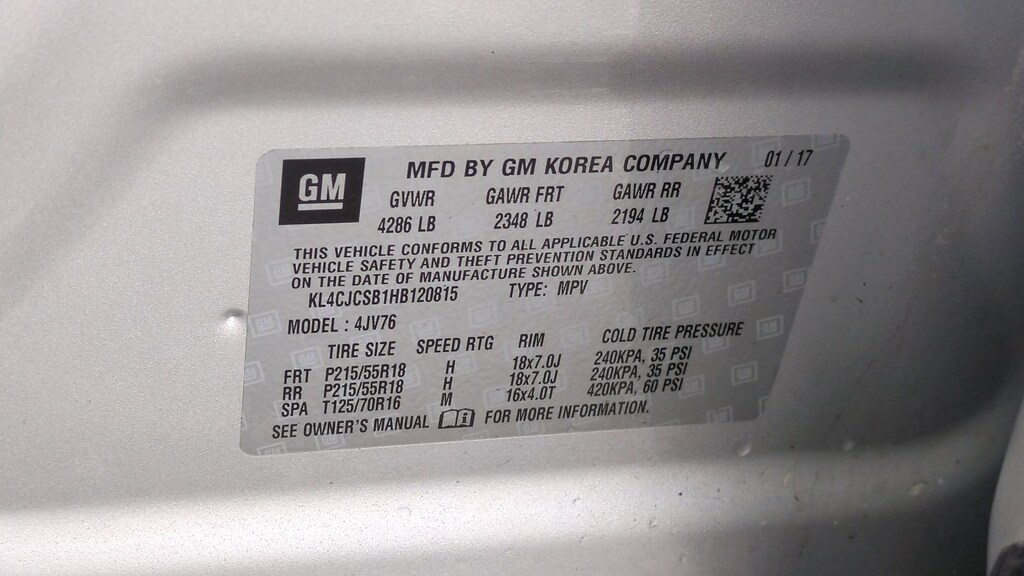 GM
MFD BY GM KOREA COMPANY 01 / 17
GVWR GAWR FRT GAWR RR
4286 LB 2348 LB 2194 LB
THIS VEHICLE CONFORMS TO ALL APPLICABLE U.S. FEDERAL MOTOR
VEHICLE SAFETY AND THEFT PREVENTION STANDARDS IN EFFECT
ON THE DATE OF MANUFACTURE SHOWN ABOVE.
KL4CJCSB1HB120815 TYPE: MPV
MODEL : 4JV76
TIRE SIZE SPEED RTG RIM COLD TIRE PRESSURE
FRT P215/55R18 H 18x7.0J 240KPA, 35 PSI
RR P215/55R18 H 18x7.0J 240KPA, 35 PSI
SPA T125/70R16 M 16x4.0T 420KPA, 60 PSI
SEE OWNER'S MANUAL FOR MORE INFORMATION.